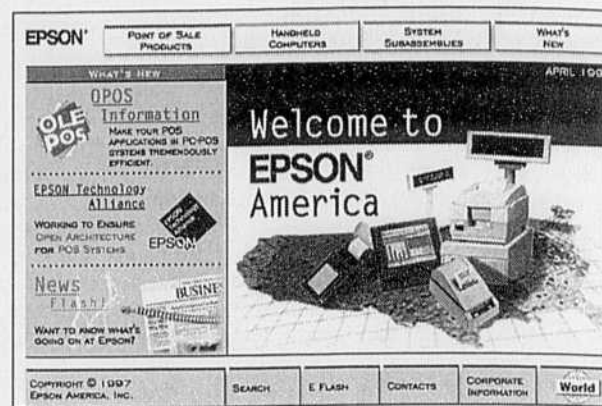 EPSON®
POINT OF SALE
PRODUCTS
HANDHELD
COMPUTERS
SYSTEM
SUBASSEMBLIES
WHAT'S
NEW
WHAT'S NEW
APRIL
OPOS
Information
OLE
POS
MAKE YOUR POS
APPLICATIONS IN PC-POS
SYSTEMS TREMENDOUSLY
EFFICIENT.
EPSON Technology
Alliance
WORKING TO ENSURE
OPEN ARCHITECTURE
FOR POS SYSTEMS
EPSON
News
Flash!
BUSINE
WANT TO KNOW WHAT'S
GOING ON AT EPSON?
Welcome to
EPSON®
America
COPYRIGHT © 1997
EPSON AMERICA, INC.
SEARCH
E FLASH
CONTACTS
CORPORATE
INFORMATION
World